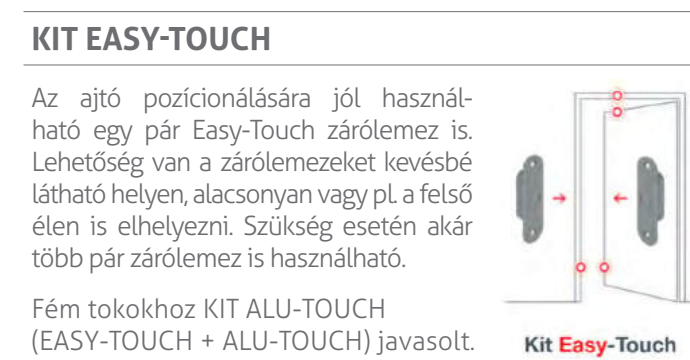 KIT EASY-TOUCH
Az ajtó pozícionálására jól használ-
ható egy pár Easy-Touch zárólemez is.
Lehetőség van a zárólemezeket kevésbé
látható helyen, alacsonyan vagy pl. a felső
élen is elhelyezni. Szükség esetén akár
több pár zárólemez is használható.
Fém tokokhoz KIT ALU-TOUCH
(EASY-TOUCH + ALU-TOUCH) javasolt.
Kit Easy-Touch